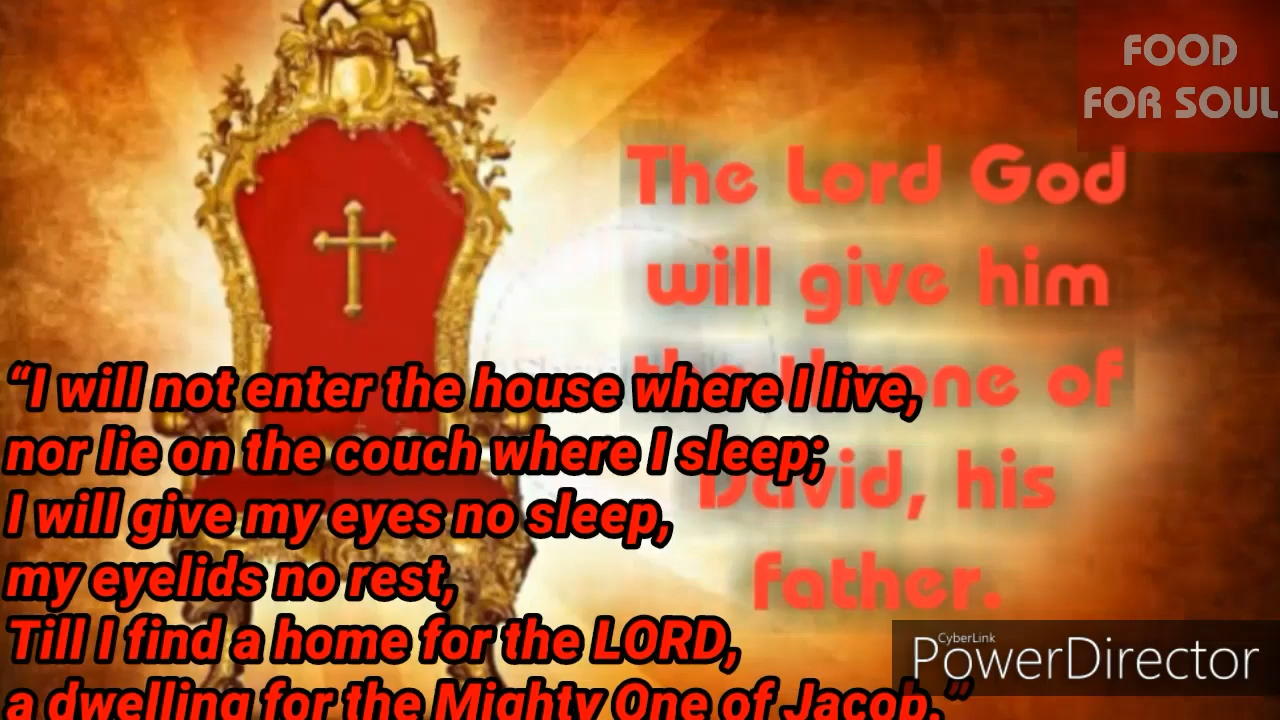 FOOD
FOR SOUL
The Lord God
will give him
the throne of
David, his
father.
“I will not enter the house where I live,
nor lie on the couch where I sleep;
I will give my eyes no sleep,
my eyelids no rest,
Till I find a home for the LORD,
a dwelling for the Mighty One of Jacob.”
CyberLink
PowerDirector